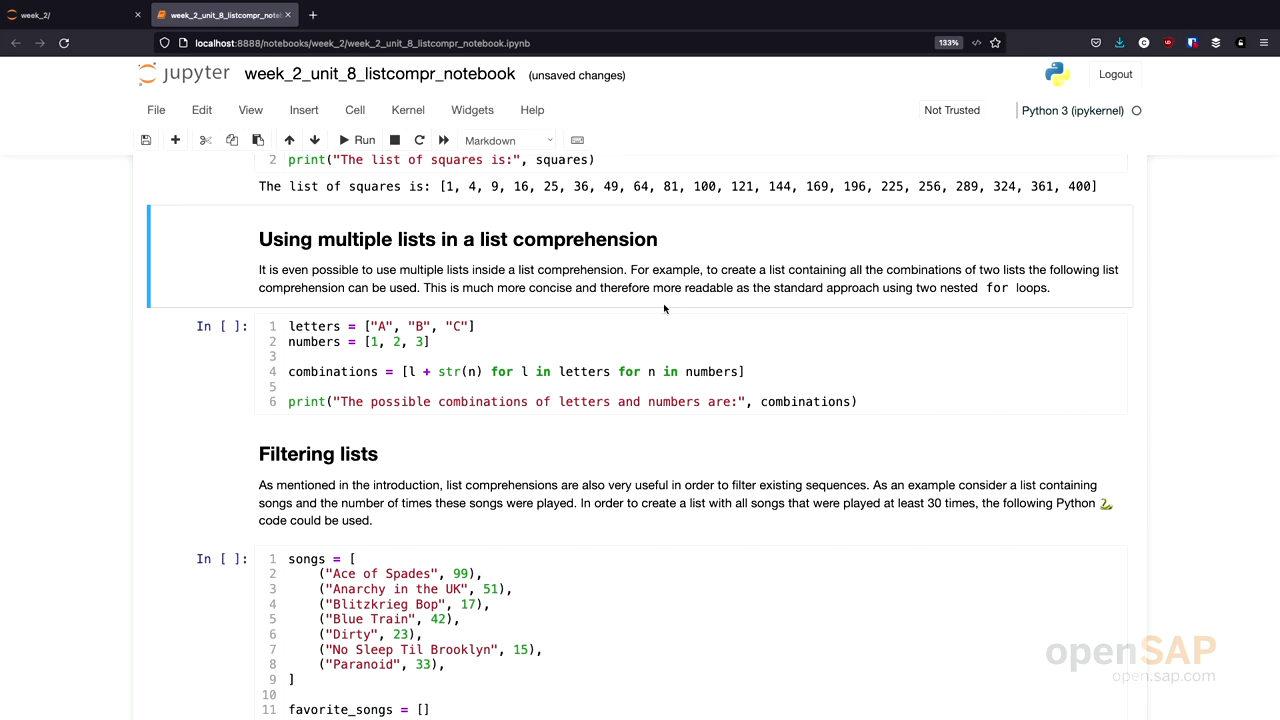 week_2/
week_2_unit_8_listcompr_note
localhost:8888/notebooks/week_2/week_2_unit_8_listcompr_notebook.ipynb
133%
jupyter week_2_unit_8_listcompr_notebook (unsaved changes)
Logout
File Edit View Insert Cell Kernel Widgets Help
Not Trusted
Python 3 (ipykernel)
Run
Markdown
2 print("The list of squares is:", squares)
The list of squares is: [1, 4, 9, 16, 25, 36, 49, 64, 81, 100, 121, 144, 169, 196, 225, 256, 289, 324, 361, 400]
Using multiple lists in a list comprehension
It is even possible to use multiple lists inside a list comprehension. For example, to create a list containing all the combinations of two lists the following list
comprehension can be used. This is much more concise and therefore more readable as the standard approach using two nested for loops.
In [ ]:
1 letters = ["A", "B", "C"]
2 numbers = [1, 2, 3]
3
4 combinations = [l + str(n) for l in letters for n in numbers]
5
6 print("The possible combinations of letters and numbers are:", combinations)
Filtering lists
As mentioned in the introduction, list comprehensions are also very useful in order to filter existing sequences. As an example consider a list containing
songs and the number of times these songs were played. In order to create a list with all songs that were played at least 30 times, the following Python 🐍
code could be used.
In [ ]:
1 songs = [
2 ("Ace of Spades", 99),
3 ("Anarchy in the UK", 51),
4 ("Blitzkrieg Bop", 17),
5 ("Blue Train", 42),
6 ("Dirty", 23),
7 ("No Sleep Til Brooklyn", 15),
8 ("Paranoid", 33),
9 ]
10
11 favorite_songs = []
openSAP
open.sap.com